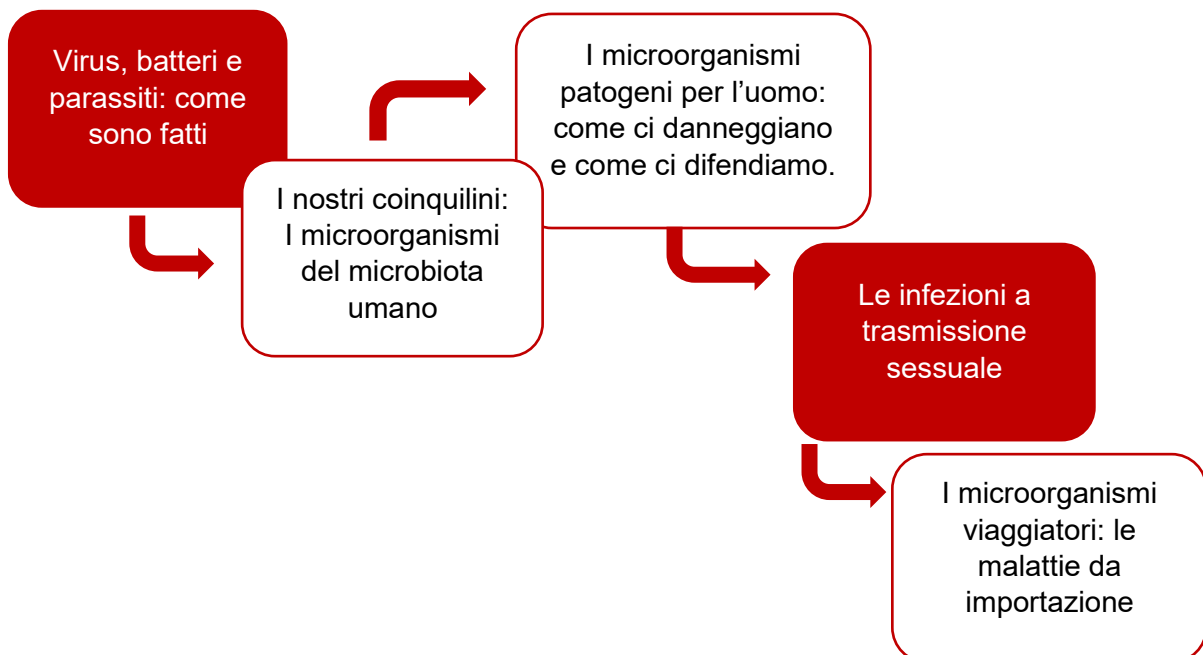 Virus, batteri e
parassiti: come
sono fatti
I nostri coinquilini:
I microorganismi
del microbiota
umano
I microorganismi
patogeni per l’uomo:
come ci danneggiano
e come ci difendiamo.
Le infezioni a
trasmissione
sessuale
I microorganismi
viaggiatori: le
malattie da
importazione